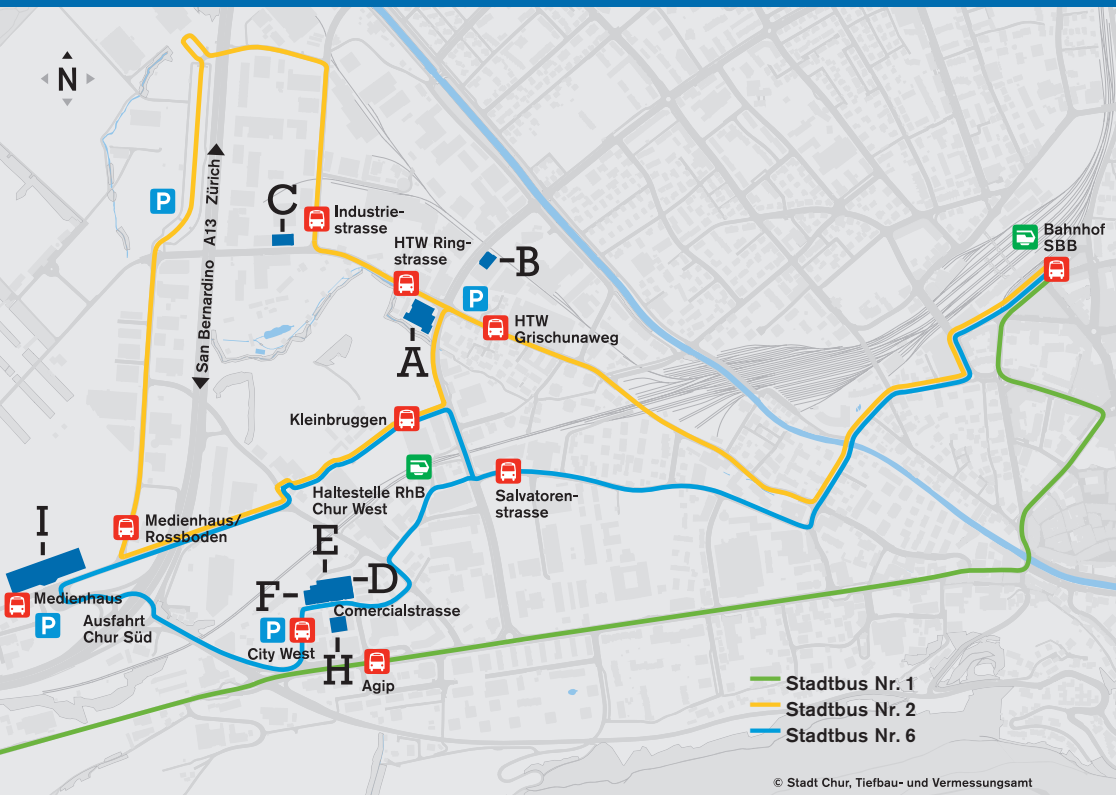 N
San Bernardino A13 Zürich
P
C
Industrie-
strasse
HTW Ring-
strasse
B
P
A
HTW
Grischunaweg
Bahnhof
SBB
Kleinbruggen
Haltestelle RhB
Chur West
Salvatoren-
strasse
I
Medienhaus/
Rossboden
E
D
F
Medienhaus
P
Ausfahrt
Chur Süd
Comercialstrasse
P
City West
H
Agip
Stadtbus Nr. 1
Stadtbus Nr. 2
Stadtbus Nr. 6
© Stadt Chur, Tiefbau- und Vermessungsamt